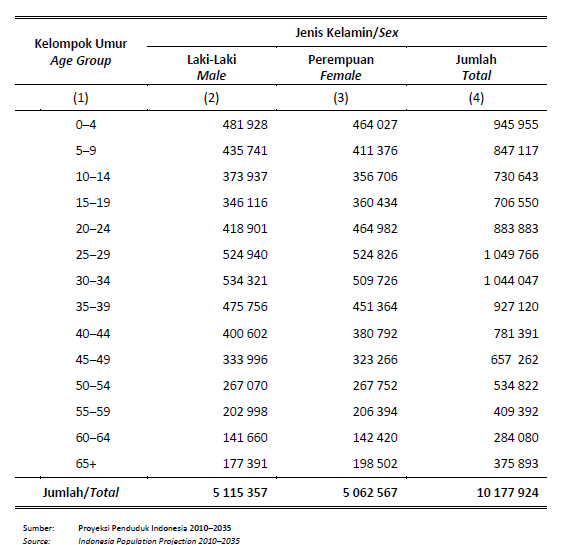 Kelompok Umur
Age Group
Jenis Kelamin/Sex
Laki-Laki
Male
Perempuan
Female
Jumlah
Total
(1) (2) (3) (4)
0–4 481 928 464 027 945 955
5–9 435 741 411 376 847 117
10–14 373 937 356 706 730 643
15–19 346 116 360 434 706 550
20–24 418 901 464 982 883 883
25–29 524 940 524 826 1 049 766
30–34 534 321 509 726 1 044 047
35–39 475 756 451 364 927 120
40–44 400 602 380 792 781 391
45–49 333 996 323 266 657 262
50–54 267 070 267 752 534 822
55–59 202 998 206 394 409 392
60–64 141 660 142 420 284 080
65+ 177 391 198 502 375 893
Jumlah/Total 5 115 357 5 062 567 10 177 924
Sumber: Proyeksi Penduduk Indonesia 2010–2035
Source: Indonesia Population Projection 2010–2035